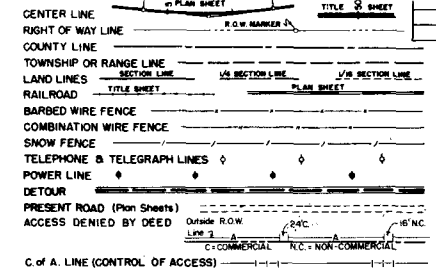 PLAN SHEET
TITLE SHEET
CENTER LINE
RIGHT OF WAY LINE R.O.W. MARKER
COUNTY LINE
TOWNSHIP OR RANGE LINE
LAND LINES SECTION LINE 1/4 SECTION LINE 1/16 SECTION LINE
RAILROAD TITLE SHEET PLAN SHEET
BARBED WIRE FENCE
COMBINATION WIRE FENCE
SNOW FENCE
TELEPHONE & TELEGRAPH LINES
POWER LINE
DETOUR
PRESENT ROAD (Plan Sheets)
ACCESS DENIED BY DEED Outside R.O.W. 24'C. 16' N.C.
Line A A
C=COMMERCIAL N.C. = NON-COMMERCIAL
C. of A. LINE (CONTROL OF ACCESS)